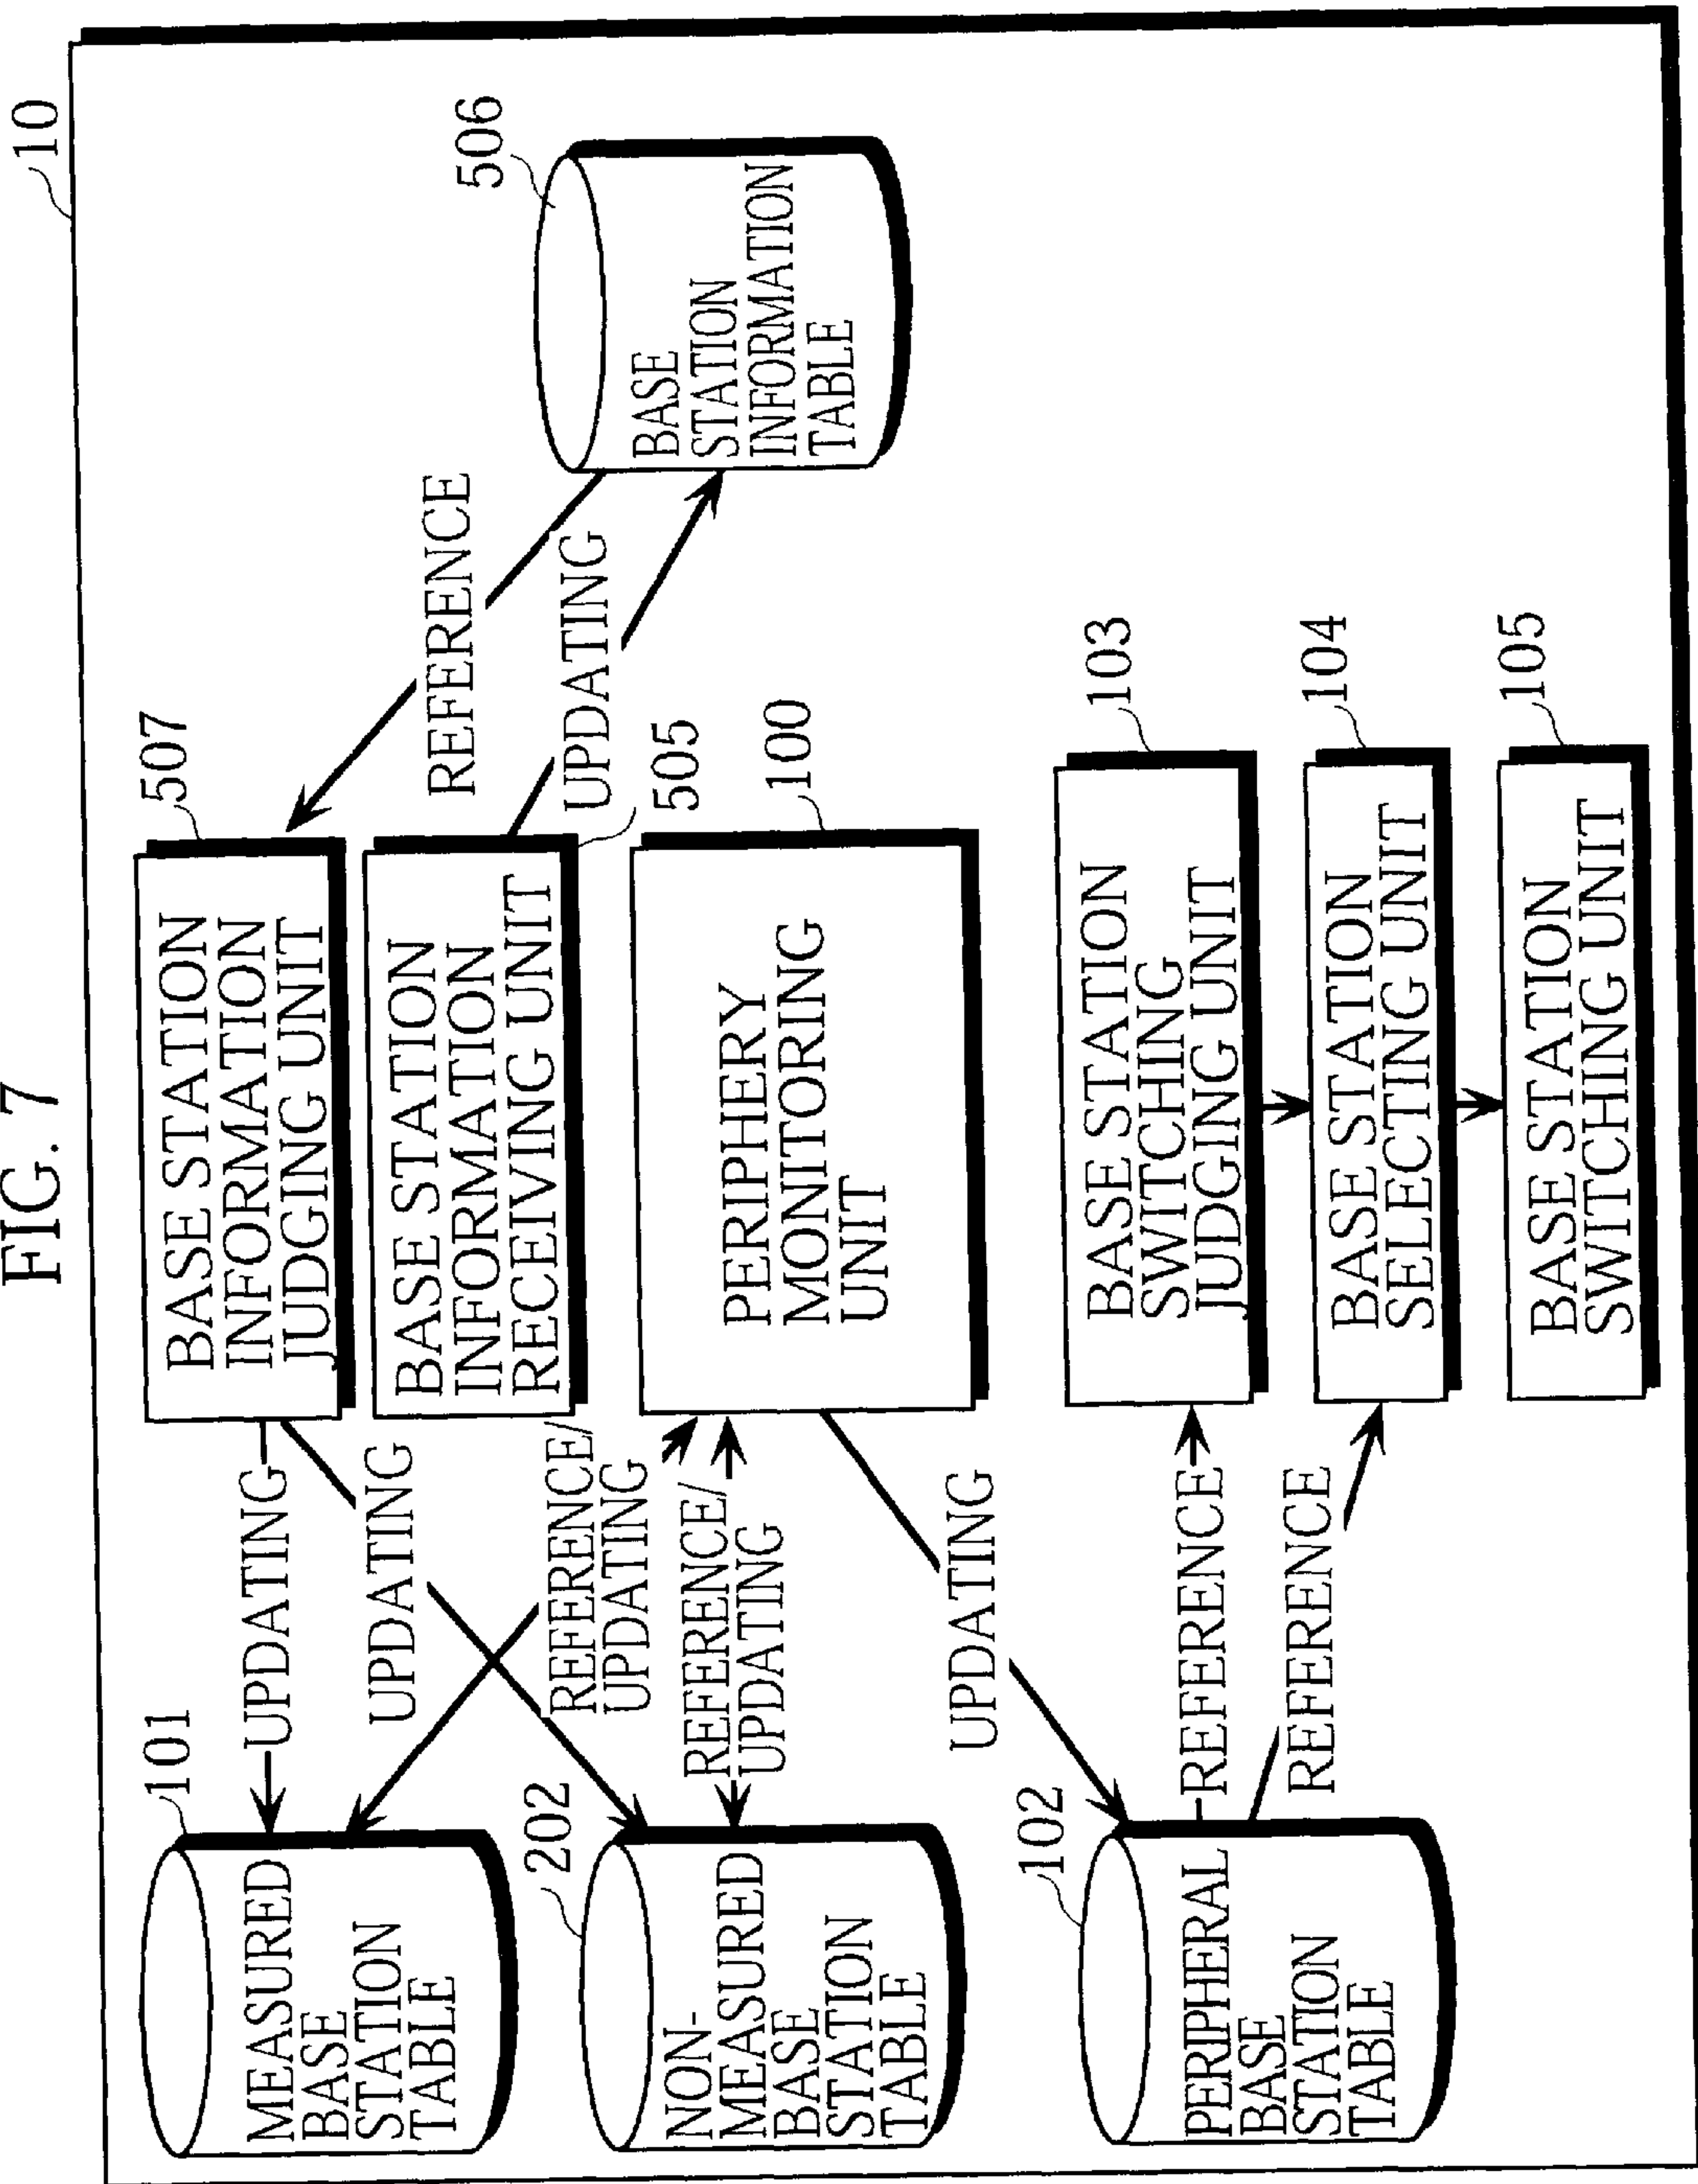 FIG. 7
10
101
MEASURED
BASE
STATION
TABLE
202
NON-
MEASURED
BASE
STATION
TABLE
102
PERIPHERAL
BASE
STATION
TABLE
UPDATING
UPDATING
REFERENCE/
UPDATING
REFERENCE/
UPDATING
UPDATING
REFERENCE
REFERENCE
507
BASE STATION
INFORMATION
JUDGING UNIT
505
BASE STATION
INFORMATION
RECEIVING UNIT
100
PERIPHERY
MONITORING
UNIT
103
BASE STATION
SWITCHING
JUDGING UNIT
104
BASE STATION
SELECTING UNIT
105
BASE STATION
SWITCHING UNIT
REFERENCE
UPDATING
506
BASE
STATION
INFORMATION
TABLE